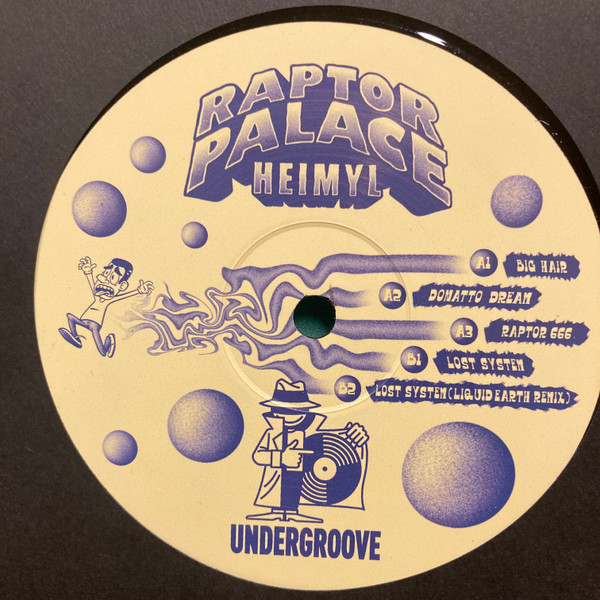 RAPTOR
PALACE
HEIMYL
A1 BIG HAIR
A2 DOMATTO DREAM
A3 RAPTOR 666
B1 LOST SYSTEM
B2 LOST SYSTEM (LIQUID EARTH REMIX)
UNDERGROOVE